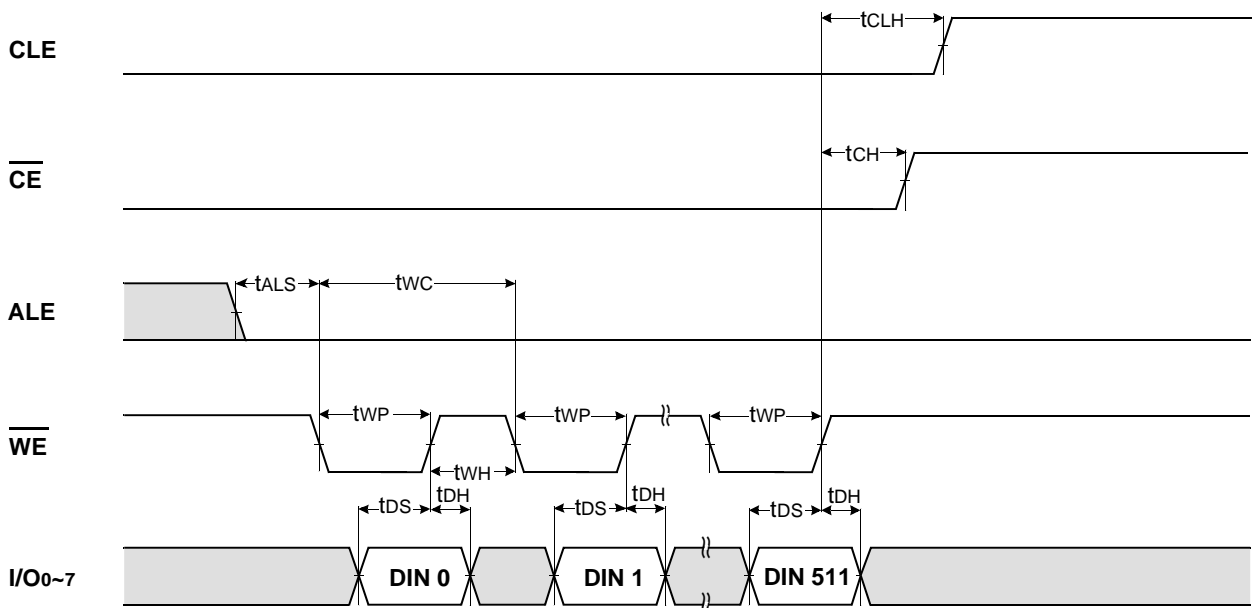 CLE
tCLH
CE
tCH
ALE
tALS
tWC
WE
tWP
tWP
tWP
tWH
tDS
tDH
tDS
tDH
tDS
tDH
I/O0~7
DIN 0
DIN 1
DIN 511